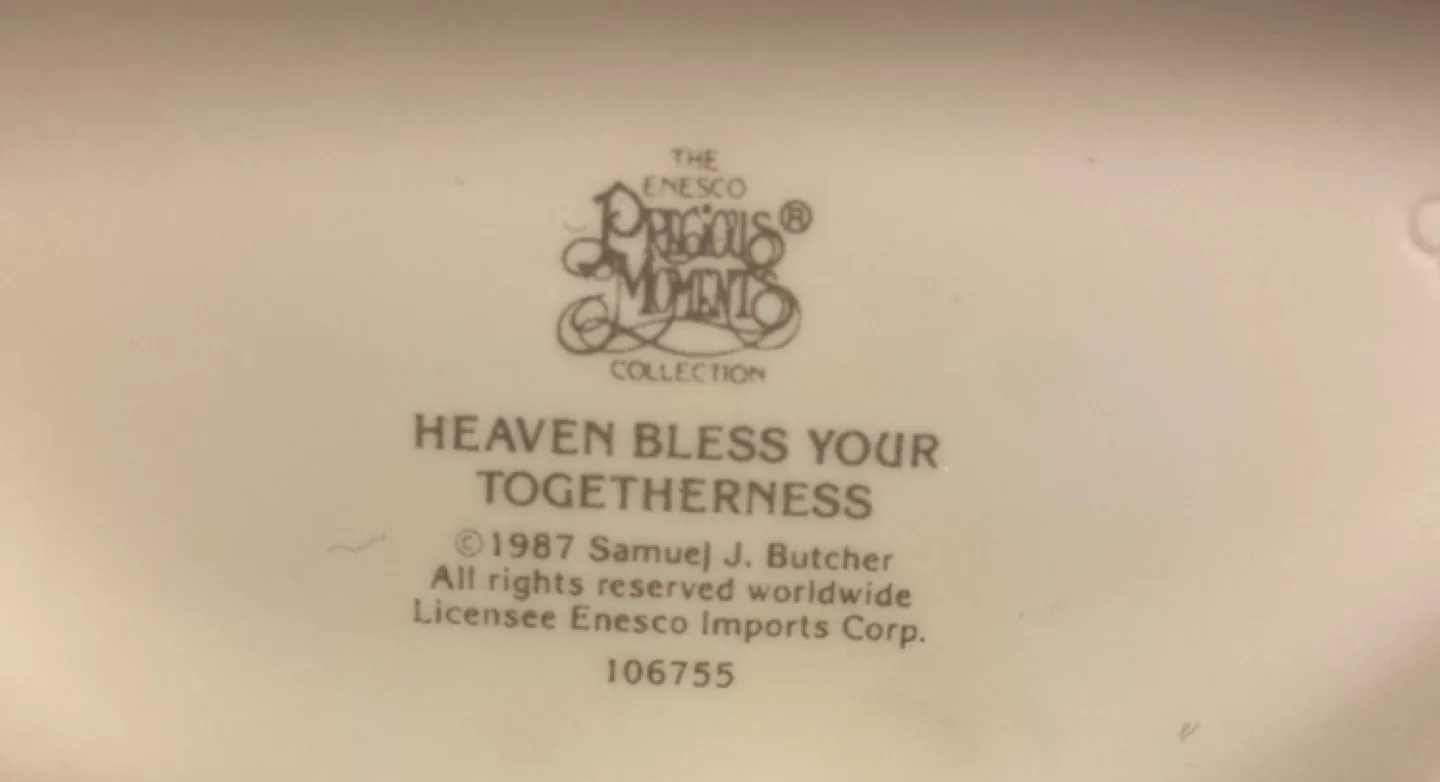 THE
ENESCO
PRECIOUS®
MOMENTS
COLLECTION
HEAVEN BLESS YOUR
TOGETHERNESS
©1987 Samuel J. Butcher
All rights reserved worldwide
Licensee Enesco Imports Corp.
106755